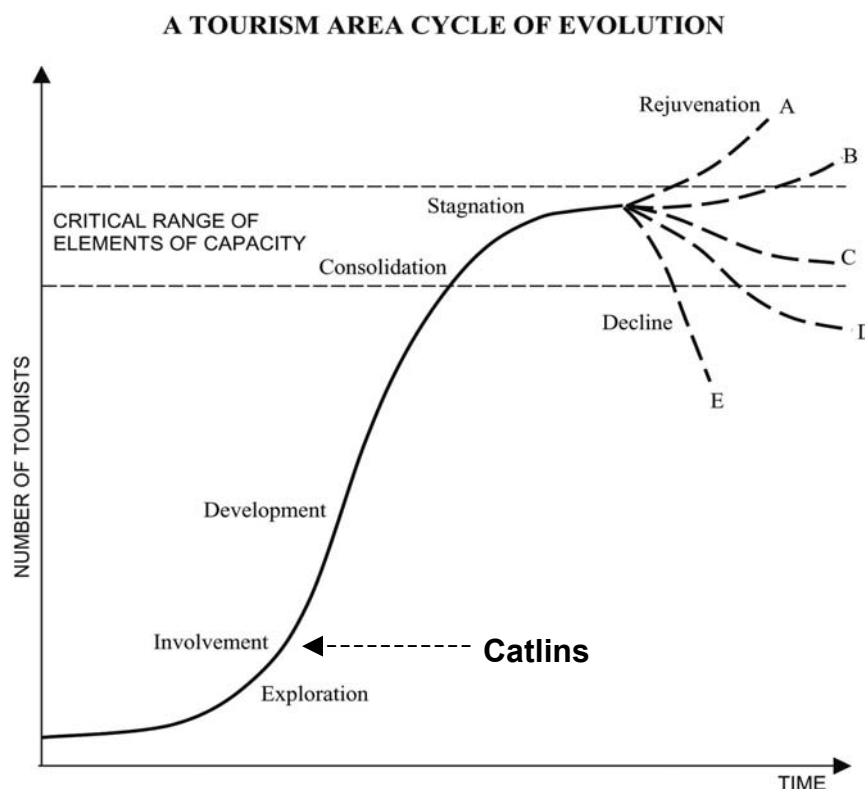 A TOURISM AREA CYCLE OF EVOLUTION
Rejuvenation
A
B
CRITICAL RANGE OF
ELEMENTS OF CAPACITY
Stagnation
Consolidation
C
Decline
D
E
NUMBER OF TOURISTS
Development
Involvement
Catlins
Exploration
TIME